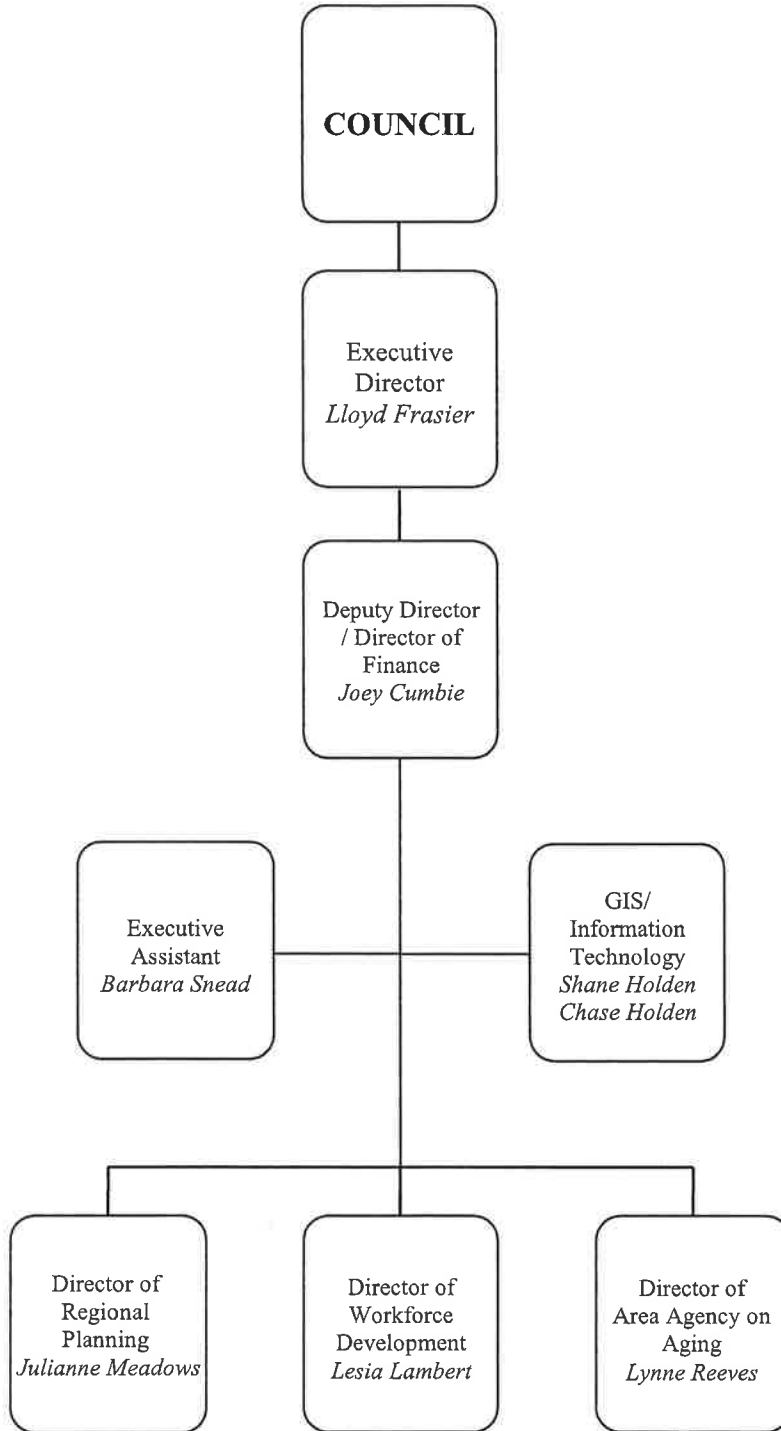 COUNCIL
Executive
Director
Lloyd Frasier
Deputy Director
/ Director of
Finance
Joey Cumbie
Executive
Assistant
Barbara Snead
GIS/
Information
Technology
Shane Holden
Chase Holden
Director of
Regional
Planning
Julianne Meadows
Director of
Workforce
Development
Lesia Lambert
Director of
Area Agency on
Aging
Lynne Reeves